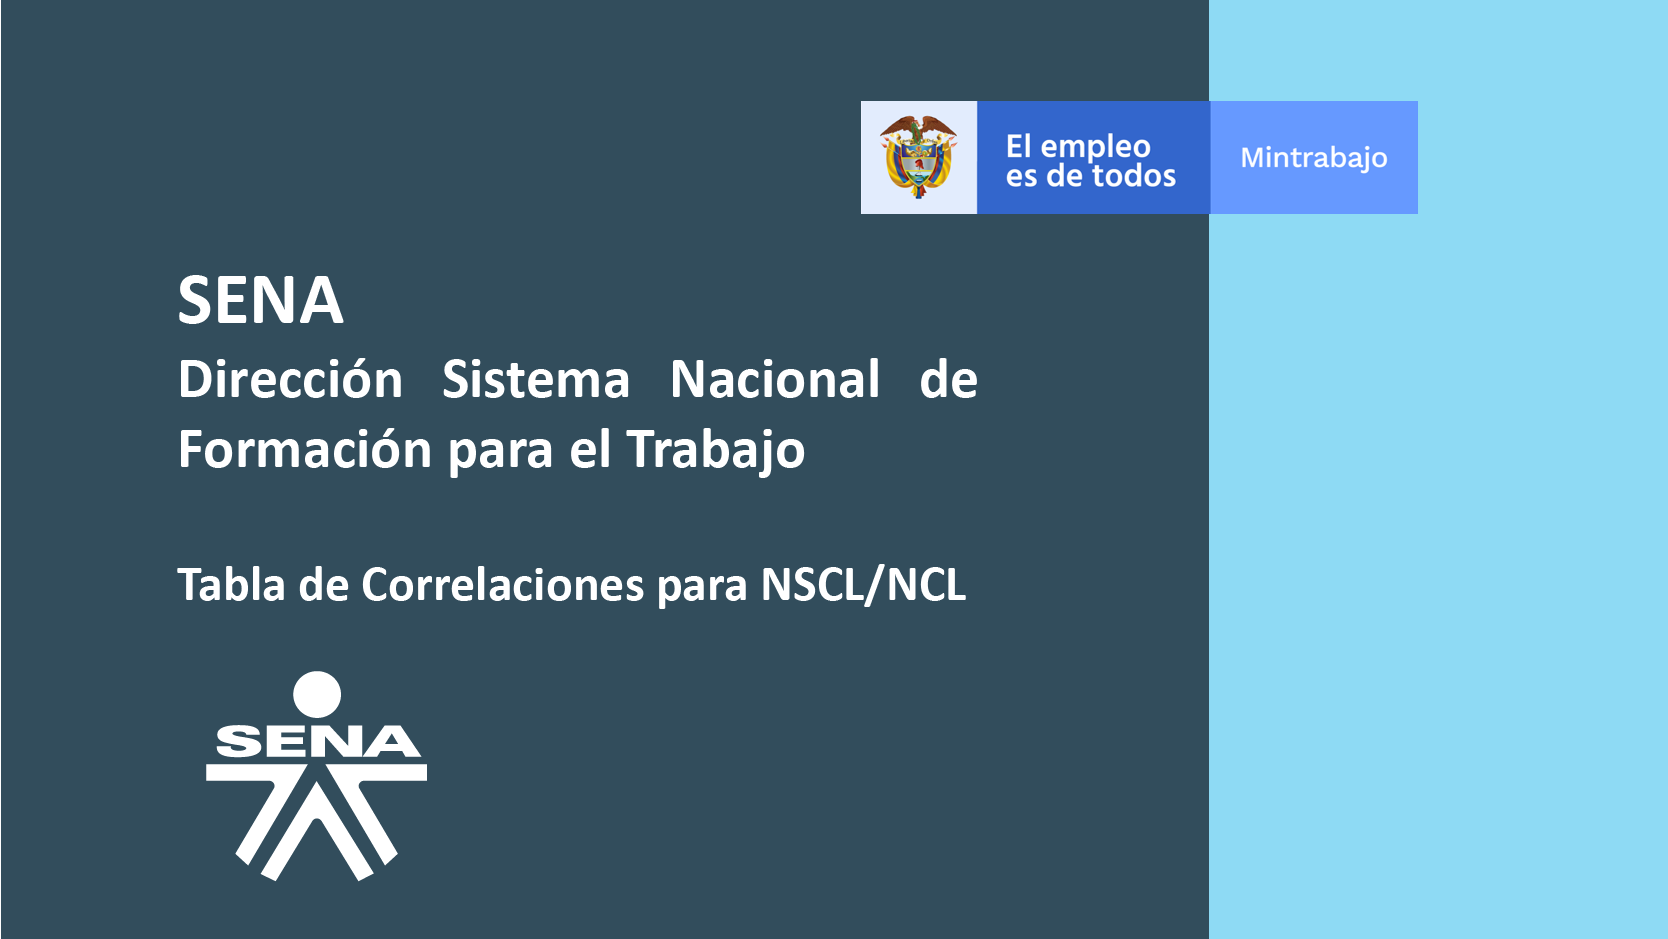 El empleo
es de todos
Mintrabajo
SENA
Dirección Sistema Nacional de
Formación para el Trabajo
Tabla de Correlaciones para NSCL/NCL
SENA